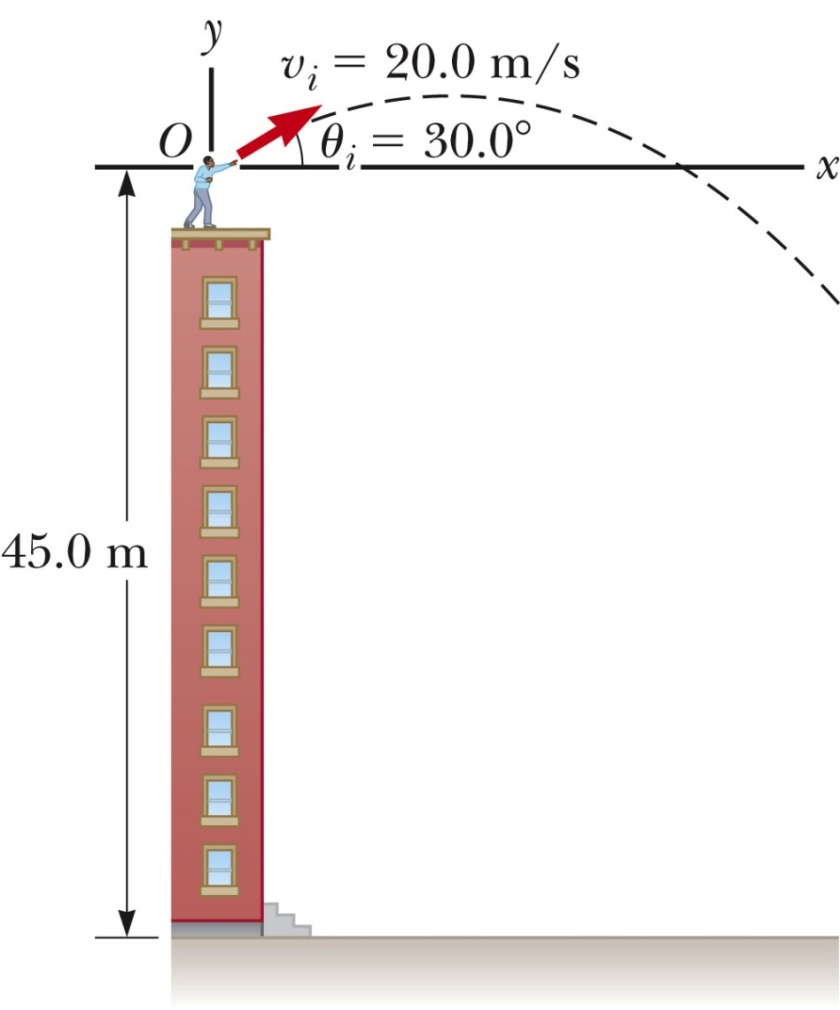 y
v_i = 20.0 m/s
O
θ_i = 30.0°
x
45.0 m